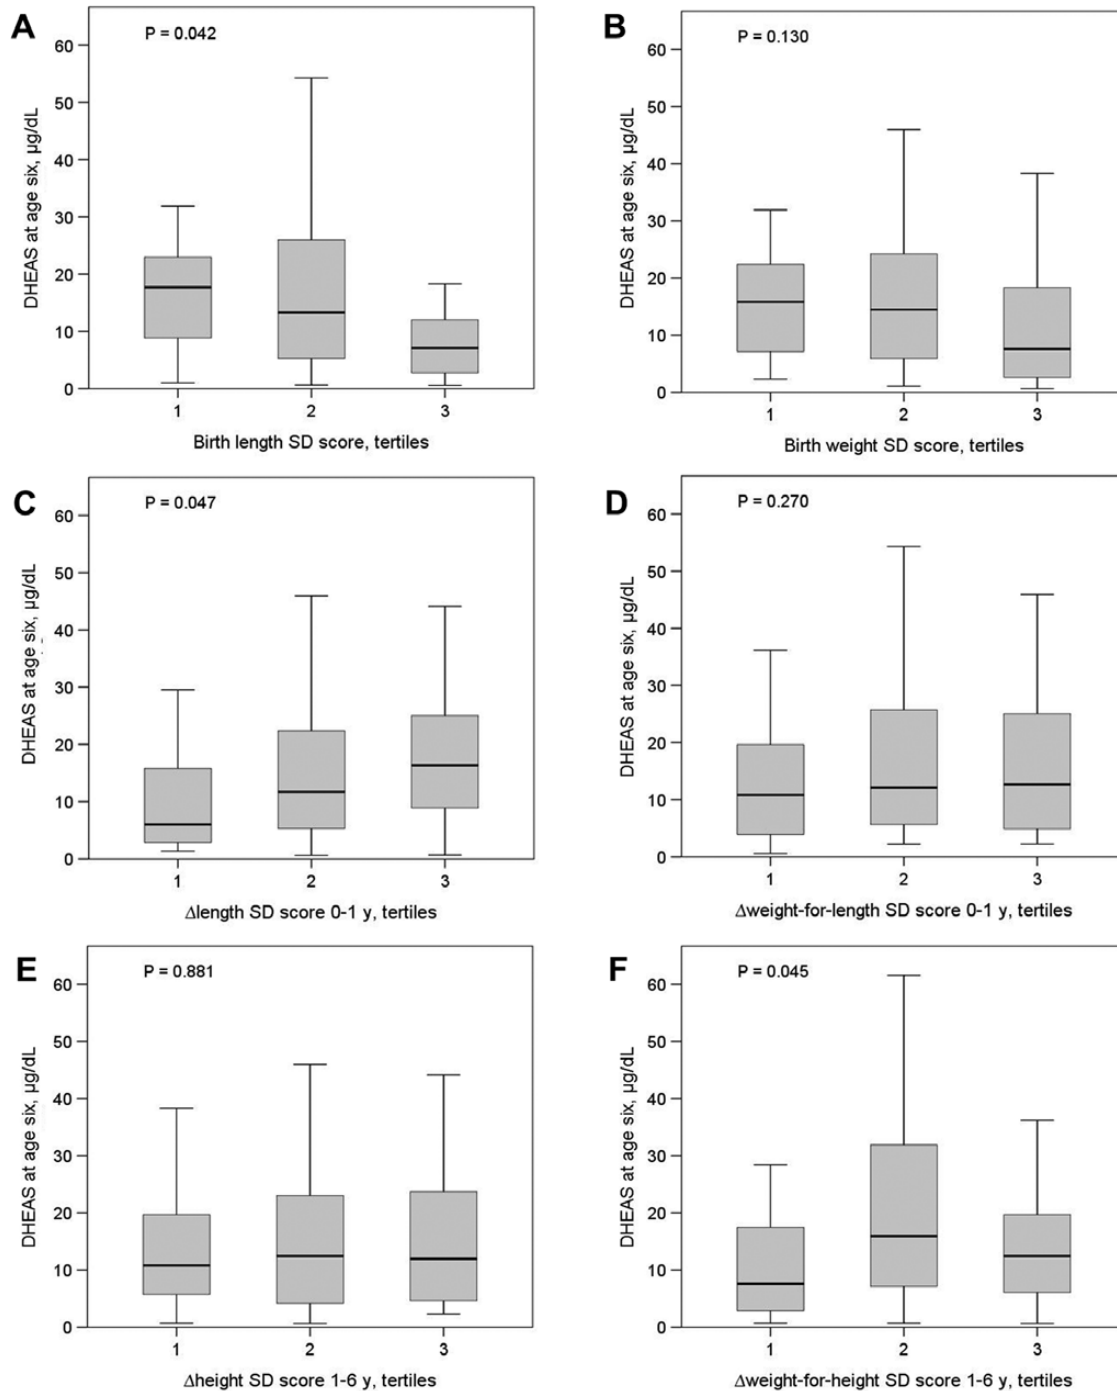 A
P = 0.042
DHEAS at age six, µg/dL
60
50
40
30
20
10
0
1 2 3
Birth length SD score, tertiles
B
P = 0.130
DHEAS at age six, µg/dL
60
50
40
30
20
10
0
1 2 3
Birth weight SD score, tertiles
C
P = 0.047
DHEAS at age six, µg/dL
60
50
40
30
20
10
0
1 2 3
Δlength SD score 0-1 y, tertiles
D
P = 0.270
DHEAS at age six, µg/dL
60
50
40
30
20
10
0
1 2 3
Δweight-for-length SD score 0-1 y, tertiles
E
P = 0.881
DHEAS at age six, µg/dL
60
50
40
30
20
10
0
1 2 3
Δheight SD score 1-6 y, tertiles
F
P = 0.045
DHEAS at age six, µg/dL
60
50
40
30
20
10
0
1 2 3
Δweight-for-height SD score 1-6 y, tertiles